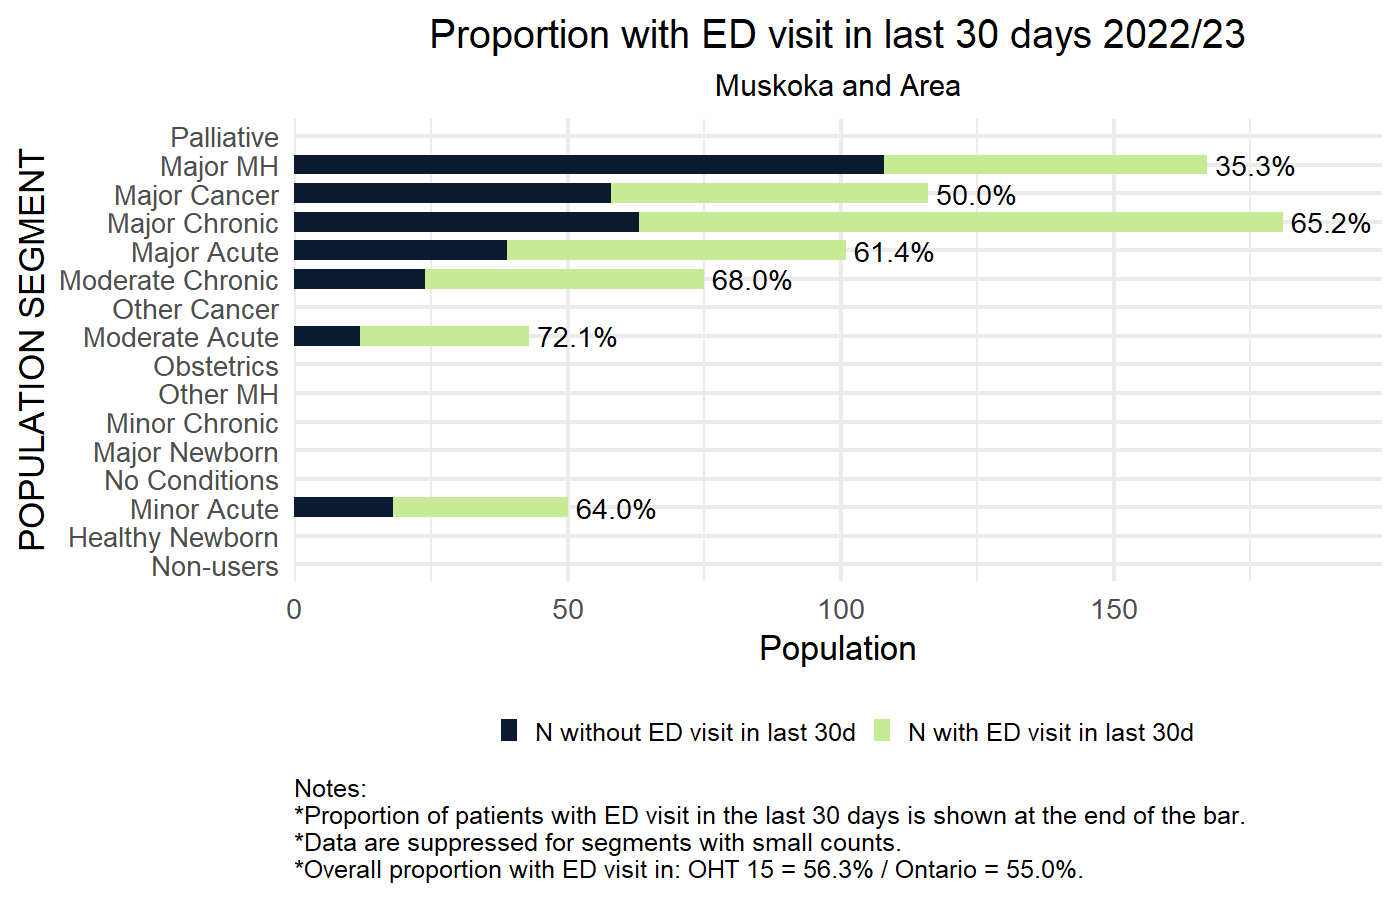 Proportion with ED visit in last 30 days 2022/23
Muskoka and Area
POPULATION SEGMENT
Palliative
Major MH 35.3%
Major Cancer 50.0%
Major Chronic 65.2%
Major Acute 61.4%
Moderate Chronic 68.0%
Other Cancer
Moderate Acute 72.1%
Obstetrics
Other MH
Minor Chronic
Major Newborn
No Conditions
Minor Acute 64.0%
Healthy Newborn
Non-users
0 50 100 150
Population
N without ED visit in last 30d N with ED visit in last 30d
Notes:
*Proportion of patients with ED visit in the last 30 days is shown at the end of the bar.
*Data are suppressed for segments with small counts.
*Overall proportion with ED visit in: OHT 15 = 56.3% / Ontario = 55.0%.